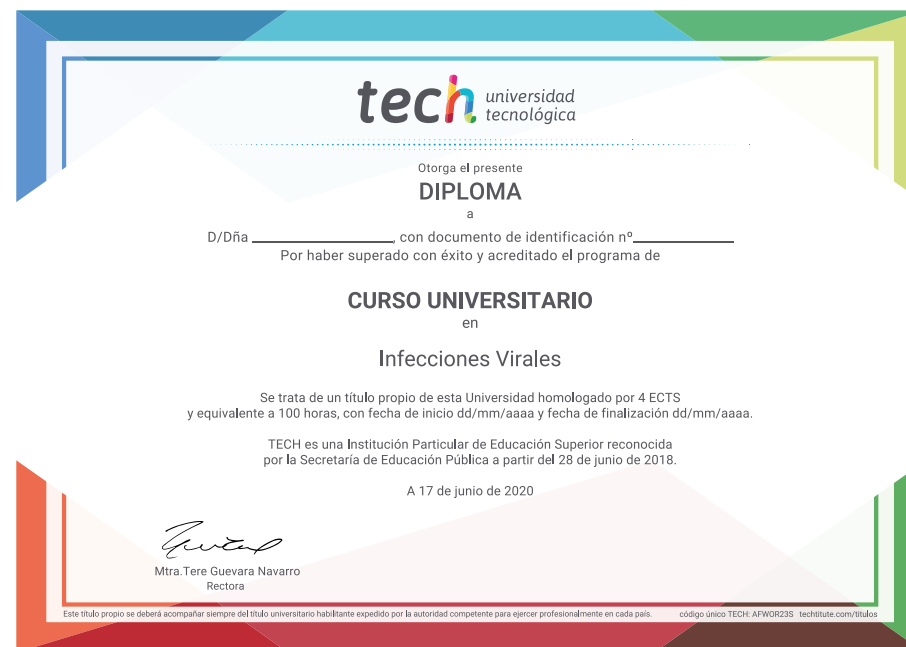 tech universidad
tecnológica
Otorga el presente
DIPLOMA
a
D/Dña ____________________, con documento de identificación nº______________
Por haber superado con éxito y acreditado el programa de
CURSO UNIVERSITARIO
en
Infecciones Virales
Se trata de un título propio de esta Universidad homologado por 4 ECTS
y equivalente a 100 horas, con fecha de inicio dd/mm/aaaa y fecha de finalización dd/mm/aaaa.
TECH es una Institución Particular de Educación Superior reconocida
por la Secretaría de Educación Pública a partir del 28 de junio de 2018.
A 17 de junio de 2020
Mtra.Tere Guevara Navarro
Rectora
Este título propio se deberá acompañar siempre del título universitario habilitante expedido por la autoridad competente para ejercer profesionalmente en cada país. código único TECH: AFWOR23S techtitute.com/títulos